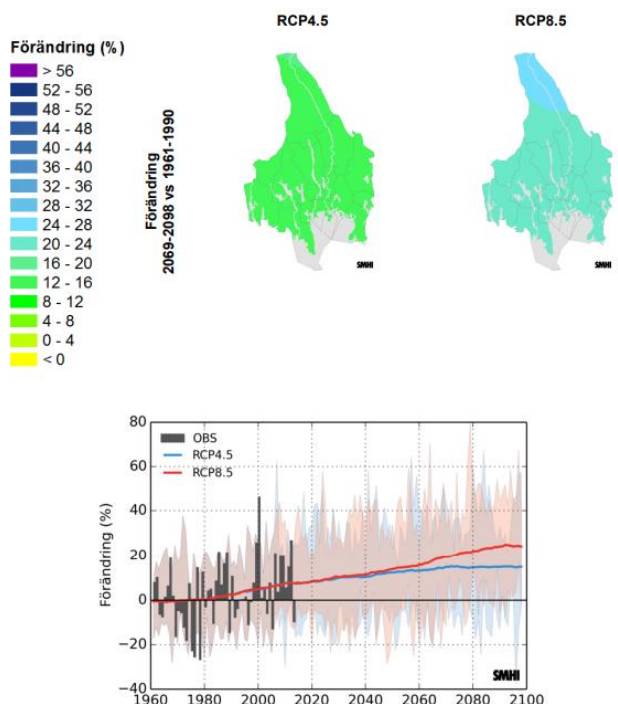 RCP4.5
RCP8.5
Förändring (%)
> 56
52 - 56
48 - 52
44 - 48
40 - 44
36 - 40
32 - 36
28 - 32
24 - 28
20 - 24
16 - 20
12 - 16
8 - 12
4 - 8
0 - 4
< 0
Förändring
2069-2098 vs 1961-1990
SMHI
SMHI
OBS
RCP4.5
RCP8.5
Förändring (%)
80
60
40
20
0
−20
−40
1960 1980 2000 2020 2040 2060 2080 2100
SMHI